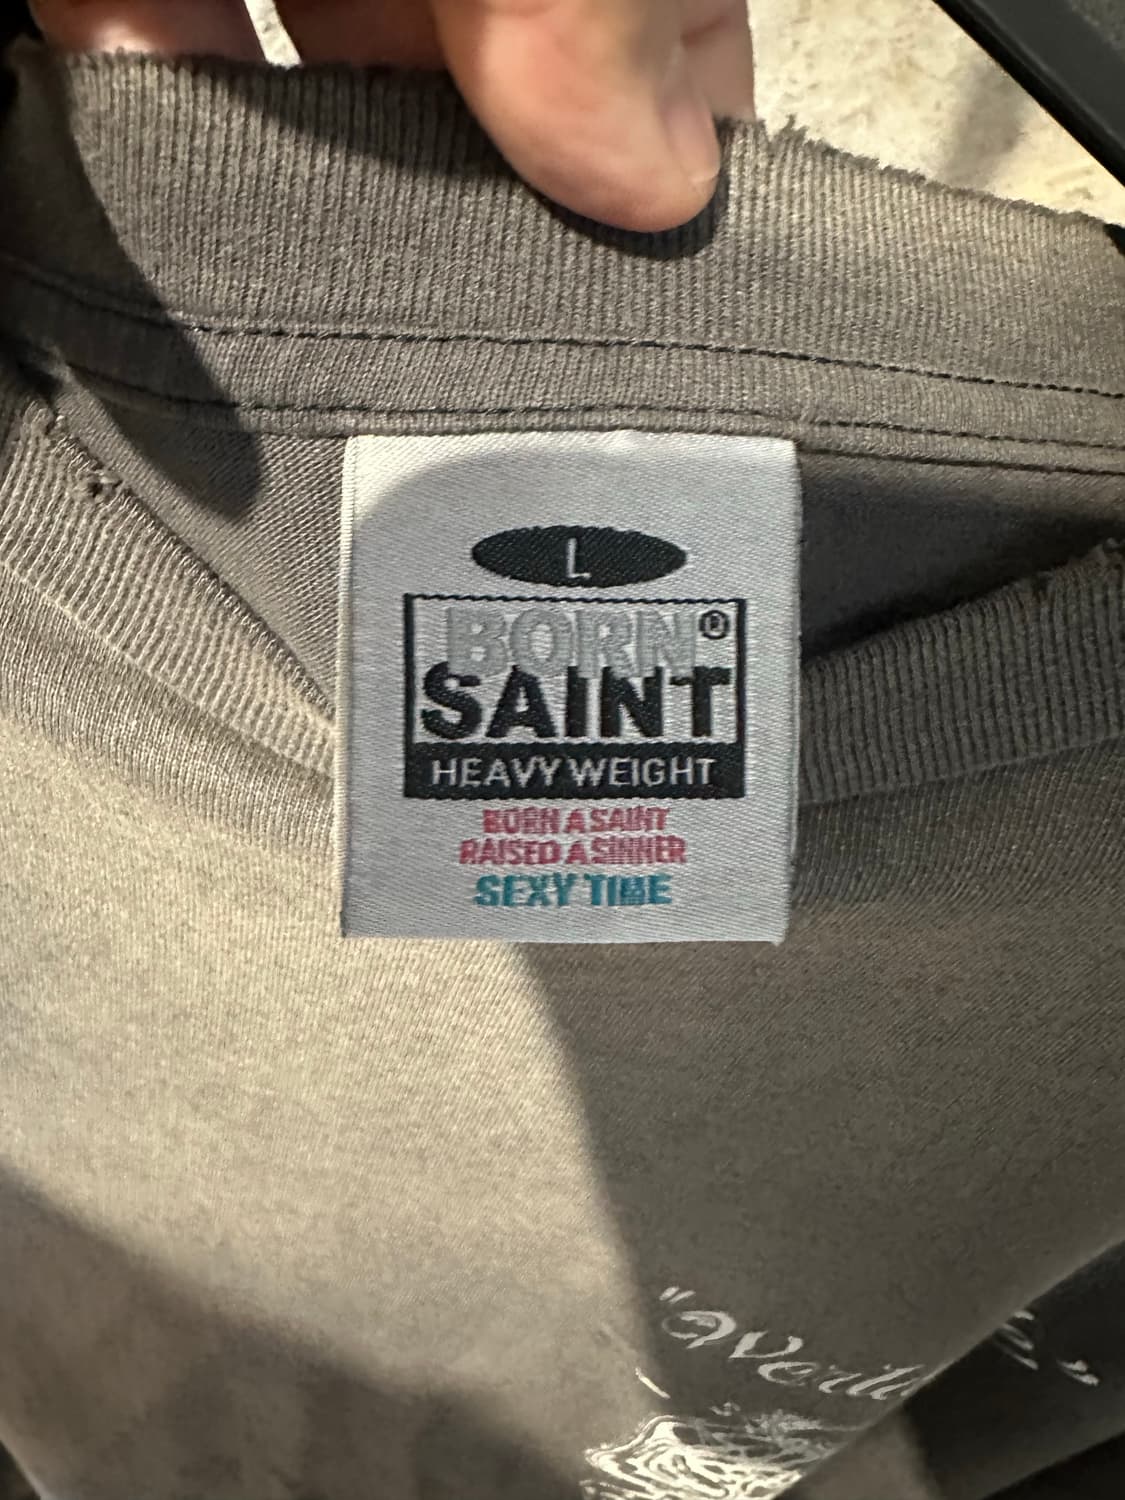 L
BORN®
SAINT
HEAVY WEIGHT
BORN A SAINT
RAISED A SINNER
SEXY TIME